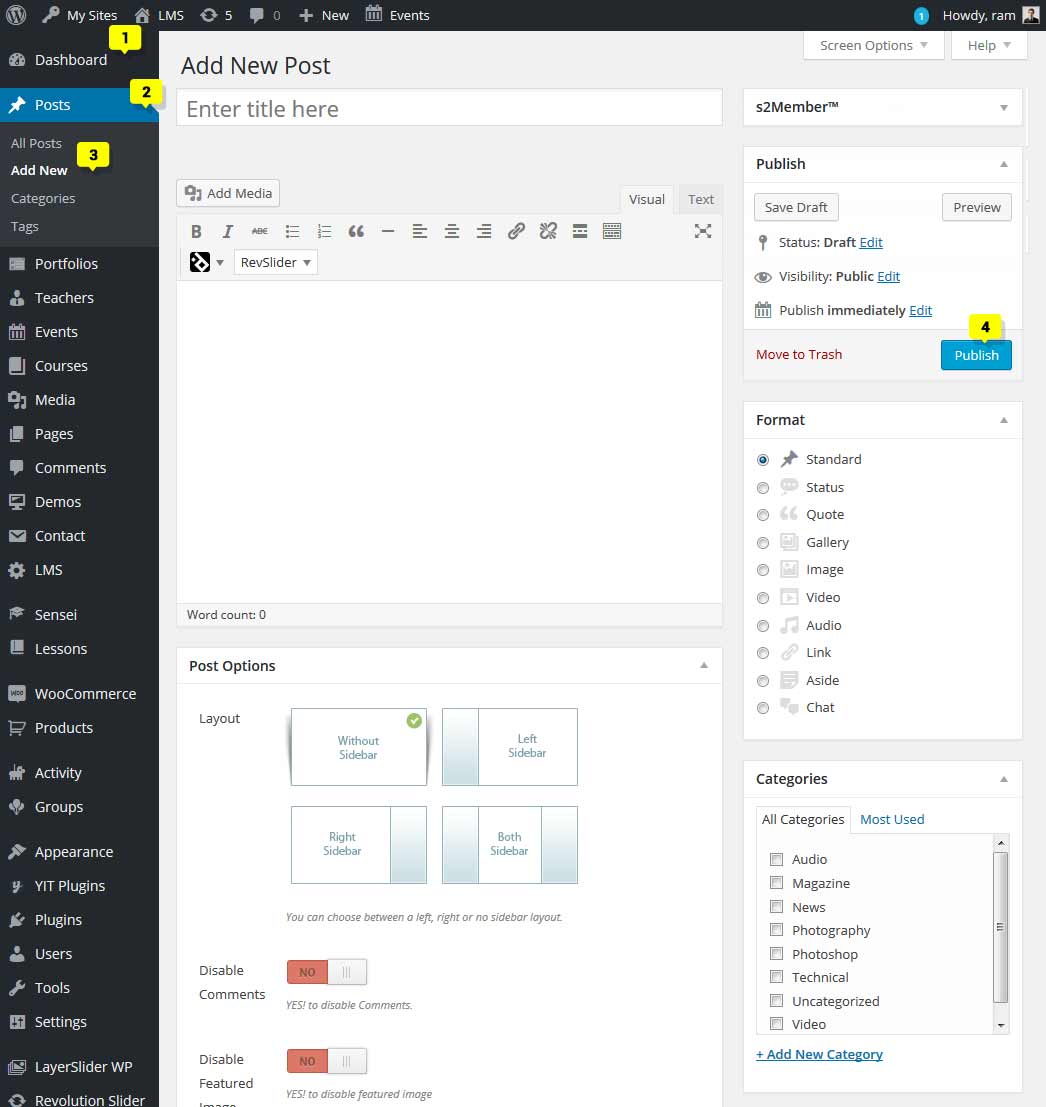 My Sites LMS 5 0 New Events 1 Howdy, ram
1
Dashboard
2
Posts
All Posts
3
Add New
Categories
Tags
Portfolios
Teachers
Events
Courses
Media
Pages
Comments
Demos
Contact
LMS
Sensei
Lessons
WooCommerce
Products
Activity
Groups
Appearance
YIT Plugins
Plugins
Users
Tools
Settings
LayerSlider WP
Revolution Slider
Screen Options Help
Add New Post
Enter title here
Add Media
Visual Text
B I ABC
RevSlider
Word count: 0
Post Options
Layout
Without
Sidebar
Left
Sidebar
Right
Sidebar
Both
Sidebar
You can choose between a left, right or no sidebar layout.
Disable
Comments
NO
YES! to disable Comments.
Disable
Featured
Image
NO
YES! to disable featured image
s2Member™
Publish
Save Draft Preview
Status: Draft Edit
Visibility: Public Edit
Publish immediately Edit
4
Move to Trash Publish
Format
Standard
Status
Quote
Gallery
Image
Video
Audio
Link
Aside
Chat
Categories
All Categories Most Used
Audio
Magazine
News
Photography
Photoshop
Technical
Uncategorized
Video
+ Add New Category